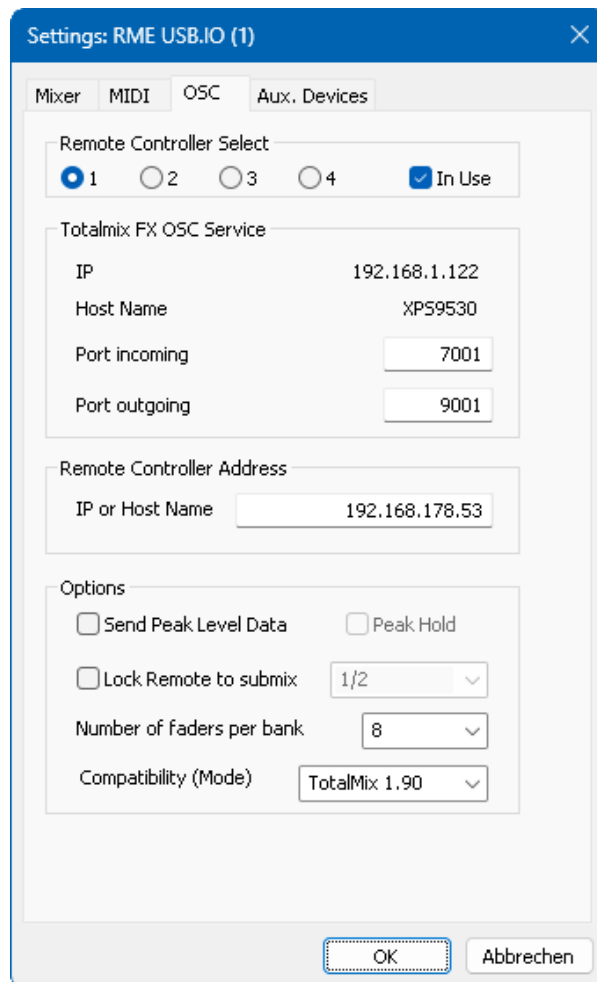 Settings: RME USB.IO (1)
Mixer MIDI OSC Aux. Devices
Remote Controller Select
1 2 3 4 In Use
Totalmix FX OSC Service
IP 192.168.1.122
Host Name XPS9530
Port incoming 7001
Port outgoing 9001
Remote Controller Address
IP or Host Name 192.168.178.53
Options
Send Peak Level Data Peak Hold
Lock Remote to submix 1/2
Number of faders per bank 8
Compatibility (Mode) TotalMix 1.90
OK Abbrechen